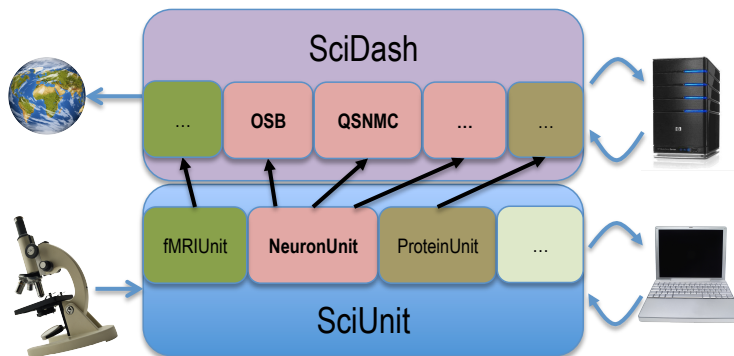 SciDash
...
OSB
QSNMC
...
...
fMRIUnit
NeuronUnit
ProteinUnit
...
SciUnit